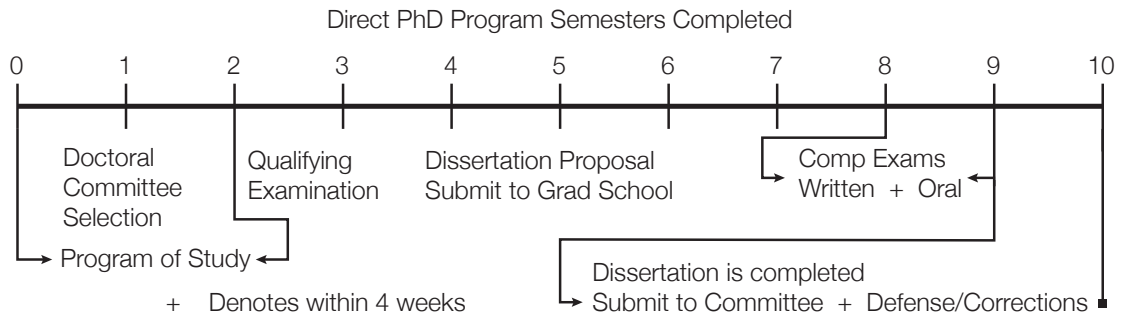 Direct PhD Program Semesters Completed
0 1 2 3 4 5 6 7 8 9 10
Doctoral
Committee
Selection
Program of Study
Qualifying
Examination
Dissertation Proposal
Submit to Grad School
Comp Exams
Written + Oral
+ Denotes within 4 weeks
Dissertation is completed
Submit to Committee + Defense/Corrections